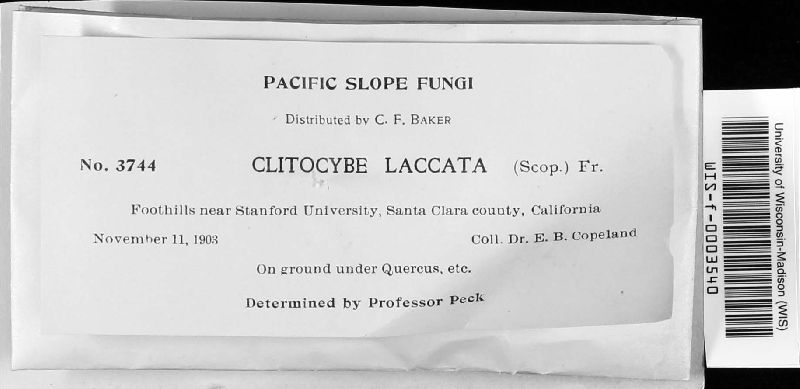 PACIFIC SLOPE FUNGI
Distributed by C. F. BAKER
No. 3744 CLITOCYBE LACCATA (Scop.) Fr.
Foothills near Stanford University, Santa Clara county, California
November 11, 1903 Coll. Dr. E. B. Copeland
On ground under Quercus, etc.
Determined by Professor Peck
University of Wisconsin-Madison (WIS)
WIS-f-0003540